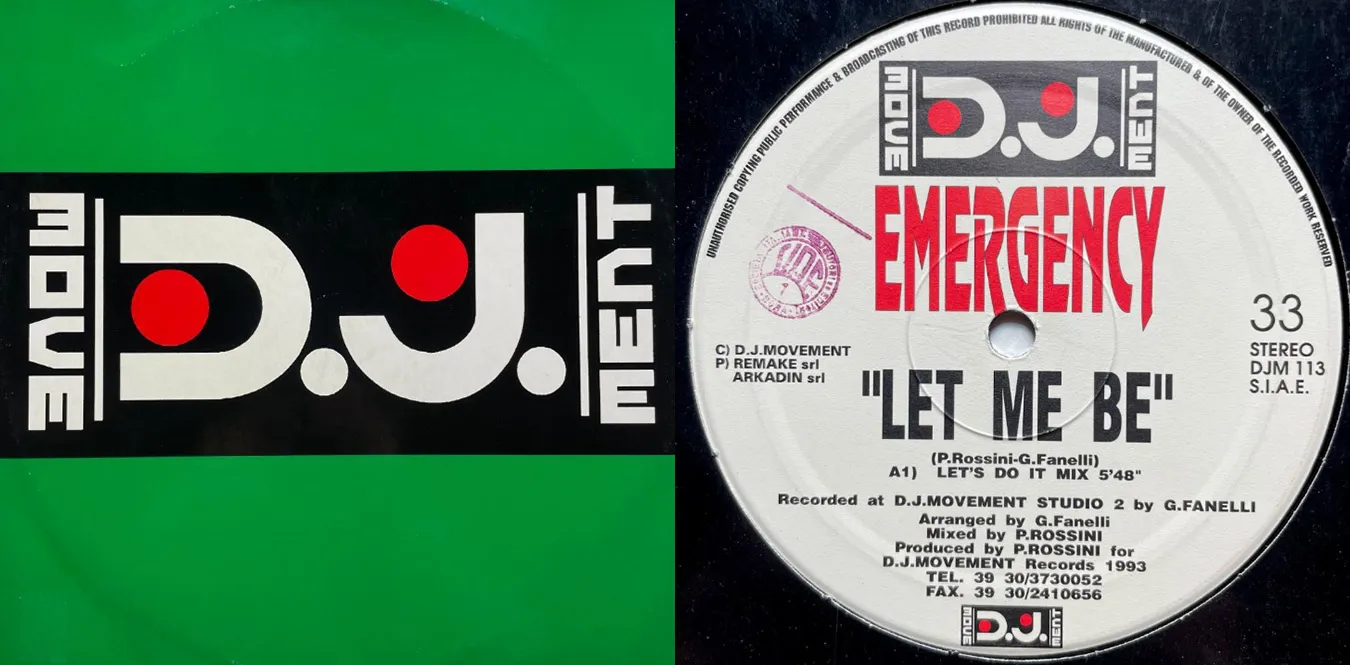 MOVE
D.J.
MENT
UNAUTHORISED COPYING PUBLIC PERFORMANCE & BROADCASTING OF THIS RECORD PROHIBITED ALL RIGHTS OF THE MANUFACTURER & OF THE OWNER OF THE RECORDED WORK RESERVED
MOVE
D.J.
MENT
EMERGENCY
33
STEREO
DJM 113
S.I.A.E.
C) D.J.MOVEMENT
P) REMAKE srl
ARKADIN srl
"LET ME BE"
(P.Rossini-G.Fanelli)
A1) LET'S DO IT MIX 5'48"
Recorded at D.J.MOVEMENT STUDIO 2 by G.FANELLI
Arranged by G.Fanelli
Mixed by P.ROSSINI
Produced by P.ROSSINI for
D.J.MOVEMENT Records 1993
TEL. 39 30/3730052
FAX. 39 30/2410656
MOVE
D.J.
MENT